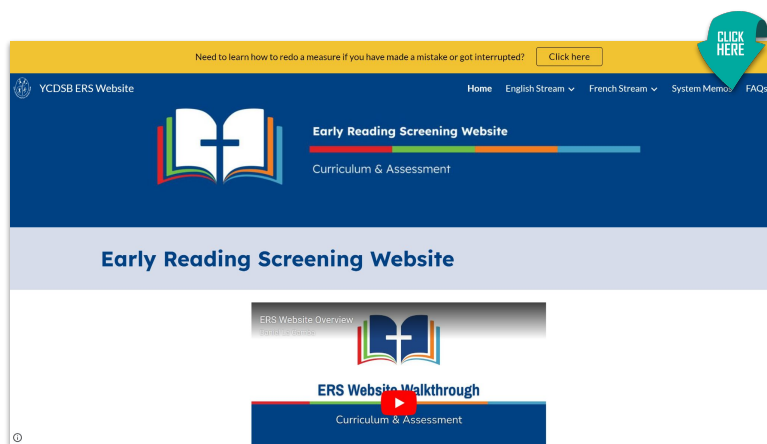 CLICK
HERE
Need to learn how to redo a measure if you have made a mistake or got interrupted? Click here
YCDSB ERS Website Home English Stream French Stream System Memos FAQs
Early Reading Screening Website
Curriculum & Assessment
Early Reading Screening Website
ERS Website Overview
ERS Website Walkthrough
Curriculum & Assessment